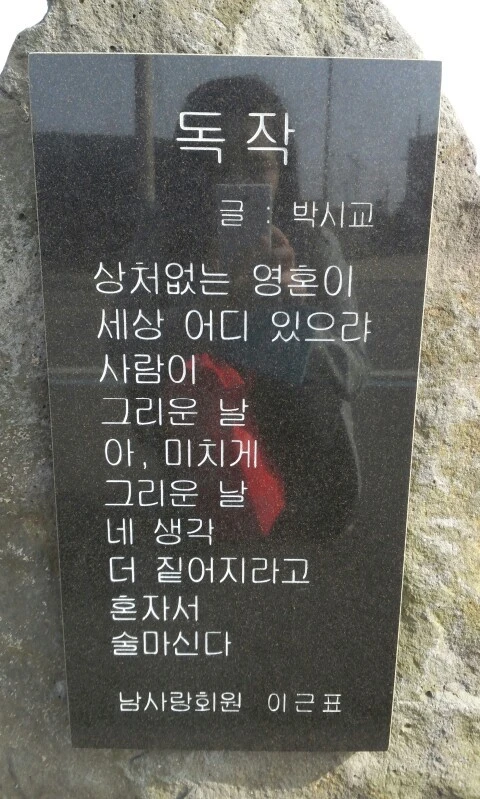 독작
글 : 박시교
상처없는 영혼이
세상 어디 있으랴
사람이
그리운 날
아, 미치게
그리운 날
네 생각
더 짙어지라고
혼자서
술마신다
남사랑회원 이근표